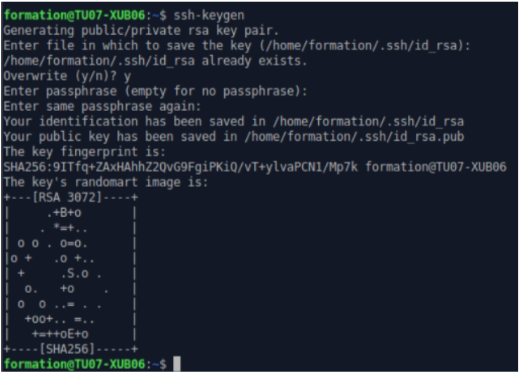 formation@TU07-XUB06:~$ ssh-keygen
Generating public/private rsa key pair.
Enter file in which to save the key (/home/formation/.ssh/id_rsa):
/home/formation/.ssh/id_rsa already exists.
Overwrite (y/n)? y
Enter passphrase (empty for no passphrase):
Enter same passphrase again:
Your identification has been saved in /home/formation/.ssh/id_rsa
Your public key has been saved in /home/formation/.ssh/id_rsa.pub
The key fingerprint is:
SHA256:9ITfq+ZAxHAhhZ2QvG9FgiPKiQ/vT+ylvaPCN1/Mp7k formation@TU07-XUB06
The key's randomart image is:
+---[RSA 3072]----+
|     .+B+o       |
|    . *=+..      |
| o o . o=o.      |
|o +   .o +..     |
| +     .S.o .    |
|  o.   +o    .   |
| o  o ..= . .    |
|  +oo+.. =..     |
|   +=++oE+o      |
+----[SHA256]-----+
formation@TU07-XUB06:~$